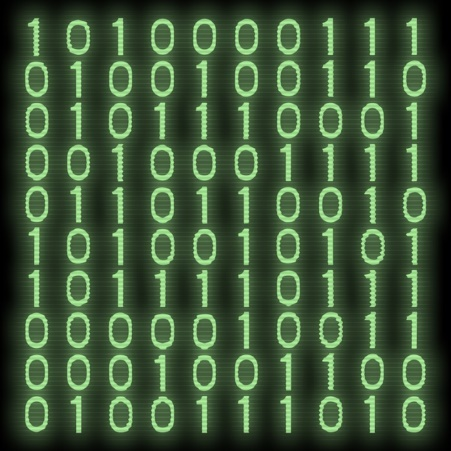 1 0 1 0 0 0 0 1 1 1
0 1 0 0 1 0 0 1 1 0
0 1 0 1 1 1 0 0 0 1
0 0 1 0 0 0 1 1 1 1
0 1 1 0 1 1 0 0 1 0
1 0 1 0 0 1 0 1 0 1
1 0 1 1 1 1 0 1 1 1
0 0 0 0 0 1 0 0 1 1
0 0 0 1 0 0 1 1 0 0
0 1 0 0 1 1 1 0 1 0